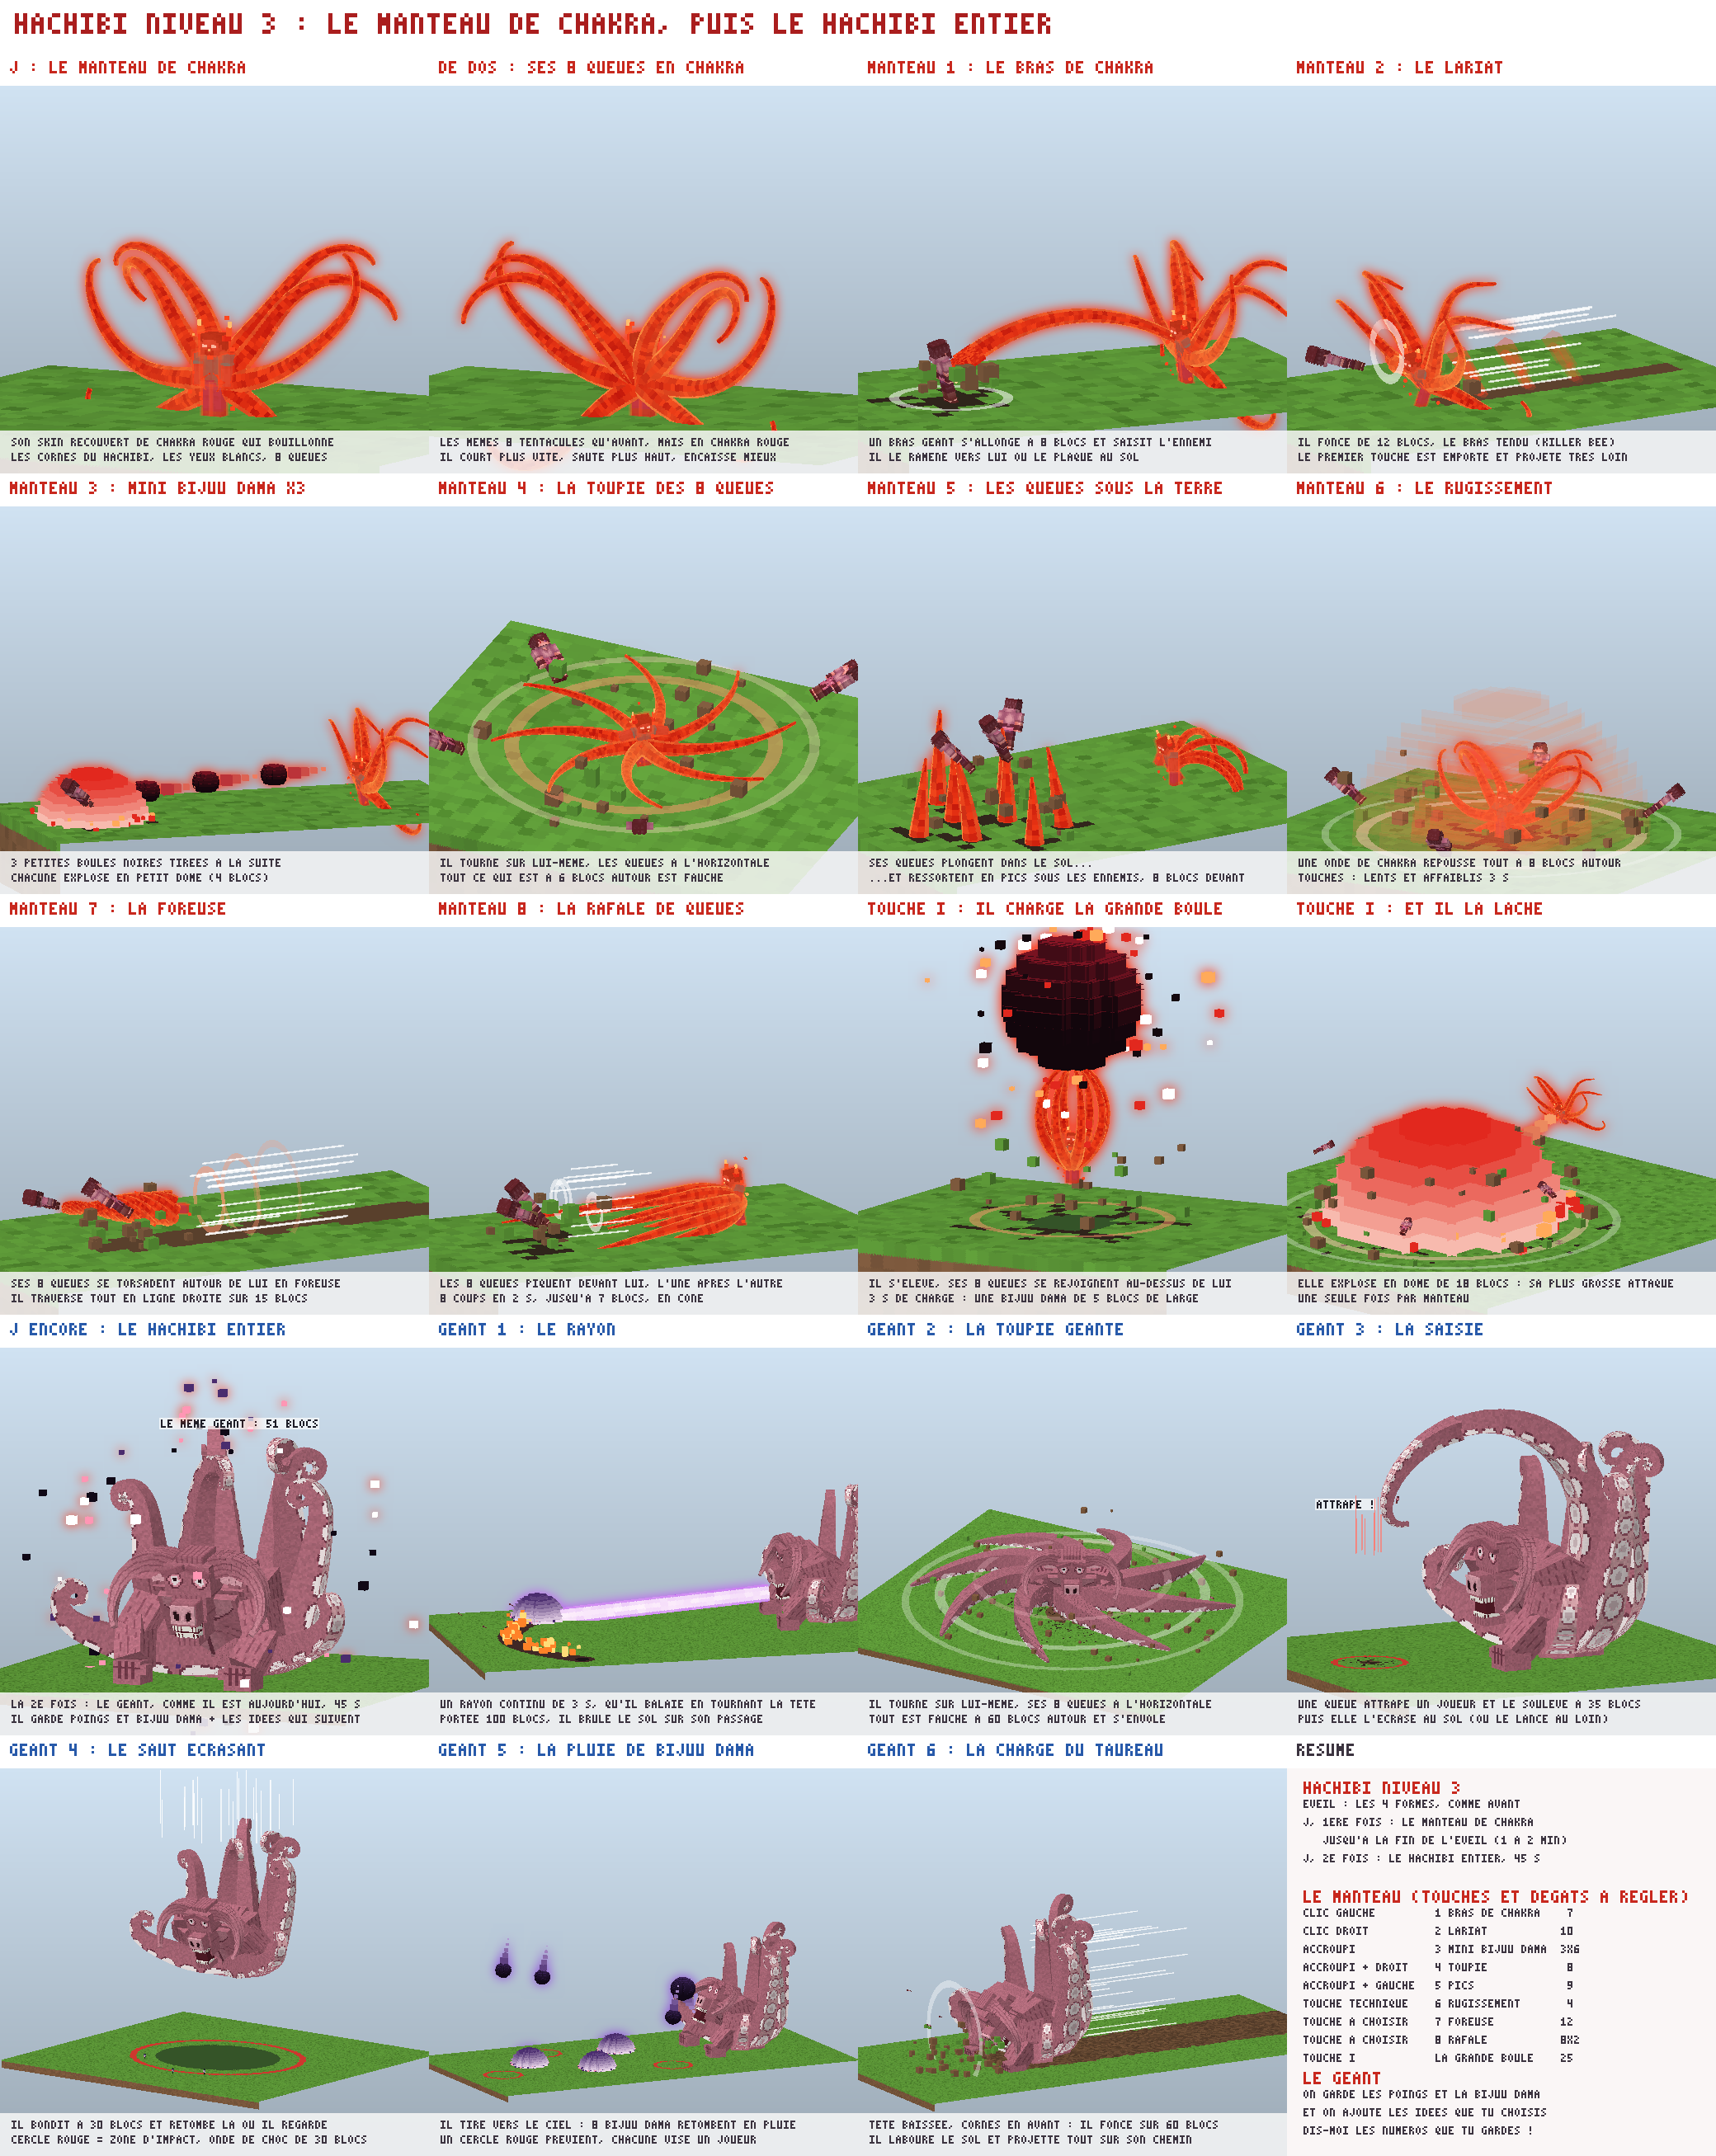 HACHIBI NIVEAU 3 : LE MANTEAU DE CHAKRA, PUIS LE HACHIBI ENTIER
J : LE MANTEAU DE CHAKRA
SON SKIN RECOUVERT DE CHAKRA ROUGE QUI BOUILLONNE
LES CORNES DU HACHIBI, LES YEUX BLANCS, 8 QUEUES
DE DOS : SES 8 QUEUES EN CHAKRA
LES MEMES 8 TENTACULES QU'AVANT, MAIS EN CHAKRA ROUGE
IL COURT PLUS VITE, SAUTE PLUS HAUT, ENCAISSE MIEUX
MANTEAU 1 : LE BRAS DE CHAKRA
UN BRAS GEANT S'ALLONGE A 8 BLOCS ET SAISIT L'ENNEMI
IL LE RAMENE VERS LUI OU LE PLAQUE AU SOL
MANTEAU 2 : LE LARIAT
IL FONCE DE 12 BLOCS, LE BRAS TENDU (KILLER BEE)
LE PREMIER TOUCHE EST EMPORTE ET PROJETE TRES LOIN
MANTEAU 3 : MINI BIJUU DAMA X3
3 PETITES BOULES NOIRES TIREES A LA SUITE
CHACUNE EXPLOSE EN PETIT DOME (4 BLOCS)
MANTEAU 4 : LA TOUPIE DES 8 QUEUES
IL TOURNE SUR LUI-MEME, LES QUEUES A L'HORIZONTALE
TOUT CE QUI EST A 6 BLOCS AUTOUR EST FAUCHE
MANTEAU 5 : LES QUEUES SOUS LA TERRE
SES QUEUES PLONGENT DANS LE SOL...
...ET RESSORTENT EN PICS SOUS LES ENNEMIS, 8 BLOCS DEVANT
MANTEAU 6 : LE RUGISSEMENT
UNE ONDE DE CHAKRA REPOUSSE TOUT A 8 BLOCS AUTOUR
TOUCHES : LENTS ET AFFAIBLIS 3 S
MANTEAU 7 : LA FOREUSE
SES 8 QUEUES SE TORSADENT AUTOUR DE LUI EN FOREUSE
IL TRAVERSE TOUT EN LIGNE DROITE SUR 15 BLOCS
MANTEAU 8 : LA RAFALE DE QUEUES
LES 8 QUEUES PIQUENT DEVANT LUI, L'UNE APRES L'AUTRE
8 COUPS EN 2 S, JUSQU'A 7 BLOCS, EN CONE
TOUCHE I : IL CHARGE LA GRANDE BOULE
IL S'ELEVE, SES 8 QUEUES SE REJOIGNENT AU-DESSUS DE LUI
3 S DE CHARGE : UNE BIJUU DAMA DE 5 BLOCS DE LARGE
TOUCHE I : ET IL LA LACHE
ELLE EXPLOSE EN DOME DE 18 BLOCS : SA PLUS GROSSE ATTAQUE
UNE SEULE FOIS PAR MANTEAU
J ENCORE : LE HACHIBI ENTIER
LE MEME GEANT : 51 BLOCS
LA 2E FOIS : LE GEANT, COMME IL EST AUJOURD'HUI, 45 S
IL GARDE POINGS ET BIJUU DAMA + LES IDEES QUI SUIVENT
GEANT 1 : LE RAYON
UN RAYON CONTINU DE 3 S, QU'IL BALAIE EN TOURNANT LA TETE
PORTEE 100 BLOCS, IL BRULE LE SOL SUR SON PASSAGE
GEANT 2 : LA TOUPIE GEANTE
IL TOURNE SUR LUI-MEME, SES 8 QUEUES A L'HORIZONTALE
TOUT EST FAUCHE A 60 BLOCS AUTOUR ET S'ENVOLE
GEANT 3 : LA SAISIE
ATTRAPE !
UNE QUEUE ATTRAPE UN JOUEUR ET LE SOULEVE A 35 BLOCS
PUIS ELLE L'ECRASE AU SOL (OU LE LANCE AU LOIN)
GEANT 4 : LE SAUT ECRASANT
IL BONDIT A 30 BLOCS ET RETOMBE LA OU IL REGARDE
CERCLE ROUGE = ZONE D'IMPACT, ONDE DE CHOC DE 30 BLOCS
GEANT 5 : LA PLUIE DE BIJUU DAMA
IL TIRE VERS LE CIEL : 8 BIJUU DAMA RETOMBENT EN PLUIE
UN CERCLE ROUGE PREVIENT, CHACUNE VISE UN JOUEUR
GEANT 6 : LA CHARGE DU TAUREAU
TETE BAISSEE, CORNES EN AVANT : IL FONCE SUR 60 BLOCS
IL LABOURE LE SOL ET PROJETTE TOUT SUR SON CHEMIN
RESUME
HACHIBI NIVEAU 3
EVEIL : LES 4 FORMES, COMME AVANT
J, 1ERE FOIS : LE MANTEAU DE CHAKRA
JUSQU'A LA FIN DE L'EVEIL (1 A 2 MIN)
J, 2E FOIS : LE HACHIBI ENTIER, 45 S
LE MANTEAU (TOUCHES ET DEGATS A REGLER)
CLIC GAUCHE 1 BRAS DE CHAKRA 7
CLIC DROIT 2 LARIAT 10
ACCROUPI 3 MINI BIJUU DAMA 3X6
ACCROUPI + DROIT 4 TOUPIE 8
ACCROUPI + GAUCHE 5 PICS 9
TOUCHE TECHNIQUE 6 RUGISSEMENT 4
TOUCHE A CHOISIR 7 FOREUSE 12
TOUCHE A CHOISIR 8 RAFALE 8X2
TOUCHE I LA GRANDE BOULE 25
LE GEANT
ON GARDE LES POINGS ET LA BIJUU DAMA
ET ON AJOUTE LES IDEES QUE TU CHOISIS
DIS-MOI LES NUMEROS QUE TU GARDES !